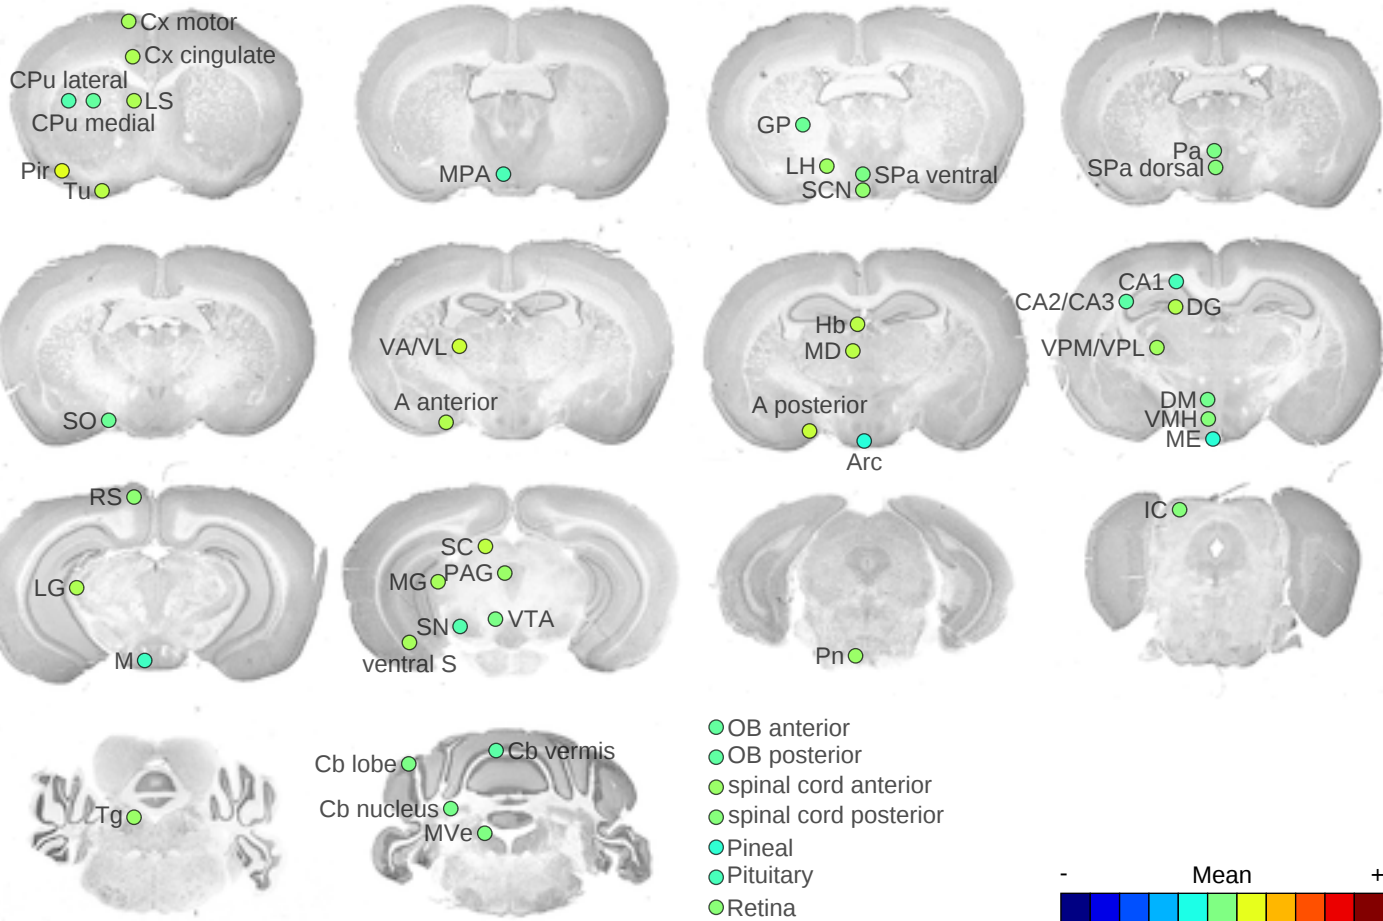 Cx motor
Cx cingulate
CPu lateral
LS
CPu medial
Pir
Tu
MPA
GP
LH
SPa ventral
SCN
Pa
SPa dorsal
SO
VA/VL
A anterior
Hb
MD
A posterior
Arc
CA1
CA2/CA3
DG
VPM/VPL
DM
VMH
ME
RS
LG
M
SC
MG
PAG
SN
VTA
ventral S
Pn
IC
Tg
Cb lobe
Cb vermis
Cb nucleus
MVe
OB anterior
OB posterior
spinal cord anterior
spinal cord posterior
Pineal
Pituitary
Retina
- Mean +